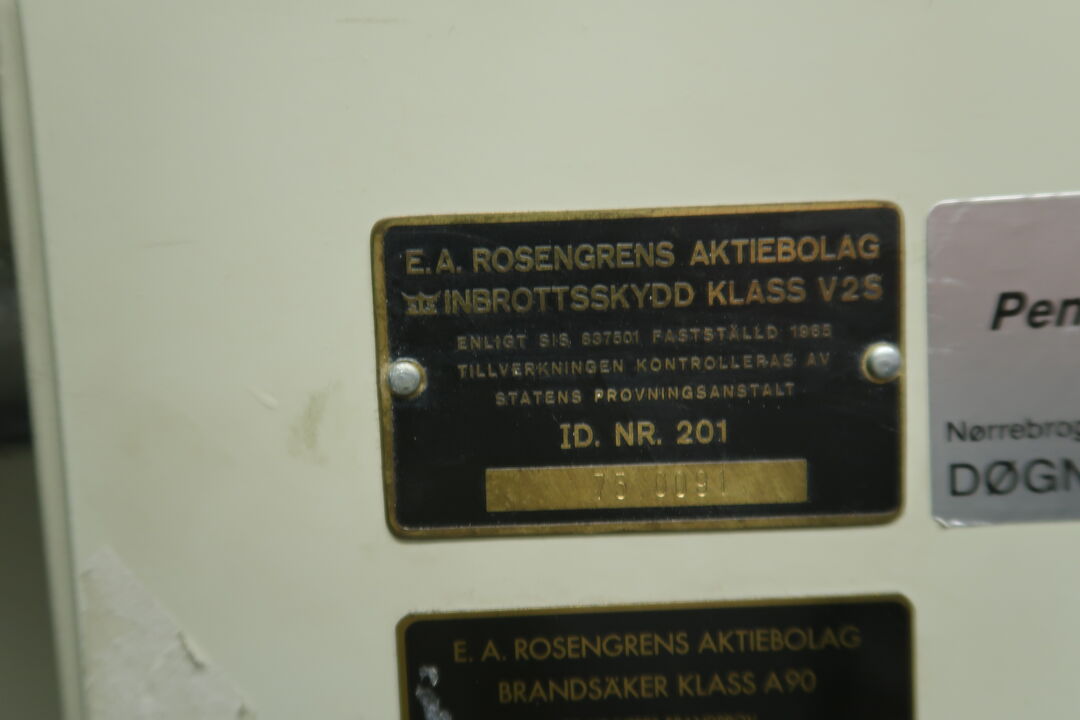 E. A. ROSENGRENS AKTIEBOLAG
INBROTTSSKYDD KLASS V2S
ENLIGT SIS 837501 FASTSTÄLLD 1965
TILLVERKNINGEN KONTROLLERAS AV
STATENS PROVNINGSANSTALT
ID. NR. 201
75 0091
Pen
Nørrebrog
DØGN
E. A. ROSENGRENS AKTIEBOLAG
BRANDSÄKER KLASS A90